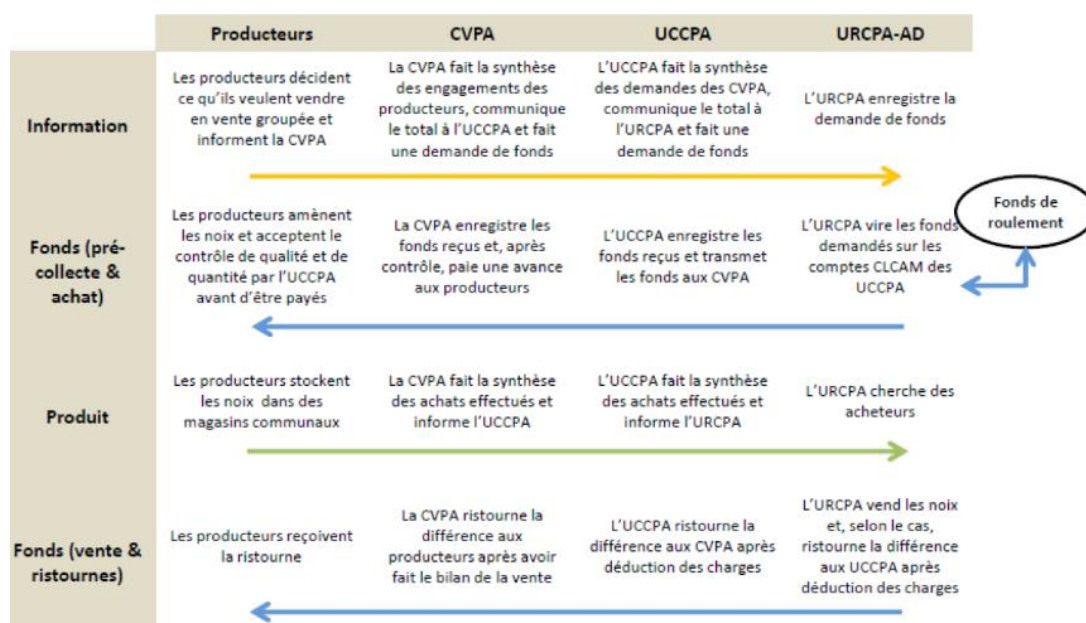 Producteurs
CVPA
UCCPA
URCPA-AD
Information
Les producteurs décident
ce qu'ils veulent vendre
en vente groupée et
informent la CVPA
La CVPA fait la synthèse
des engagements des
producteurs, communique
le total à l'UCCPA et fait
une demande de fonds
L'UCCPA fait la synthèse
des demandes des CVPA,
communique le total à
l'URCPA et fait une
demande de fonds
L'URCPA enregistre la
demande de fonds
Fonds (pré-
collecte &
achat)
Les producteurs amènent
les noix et acceptent le
contrôle de qualité et de
quantité par l'UCCPA
avant d'être payés
La CVPA enregistre les
fonds reçus et, après
contrôle, paie une avance
aux producteurs
L'UCCPA enregistre les
fonds reçus et transmet
les fonds aux CVPA
L'URCPA vire les fonds
demandés sur les
comptes CLCAM des
UCCPA
Fonds de
roulement
Produit
Les producteurs stockent
les noix dans des
magasins communaux
La CVPA fait la synthèse
des achats effectués et
informe l'UCCPA
L'UCCPA fait la synthèse
des achats effectués et
informe l'URCPA
L'URCPA cherche des
acheteurs
Fonds (vente &
ristournes)
Les producteurs reçoivent
la ristourne
La CVPA ristourne la
différence aux
producteurs après avoir
fait le bilan de la vente
L'UCCPA ristourne la
différence aux CVPA après
déduction des charges
L'URCPA vend les noix
et, selon le cas,
ristourne la différence
aux UCCPA après
déduction des charges